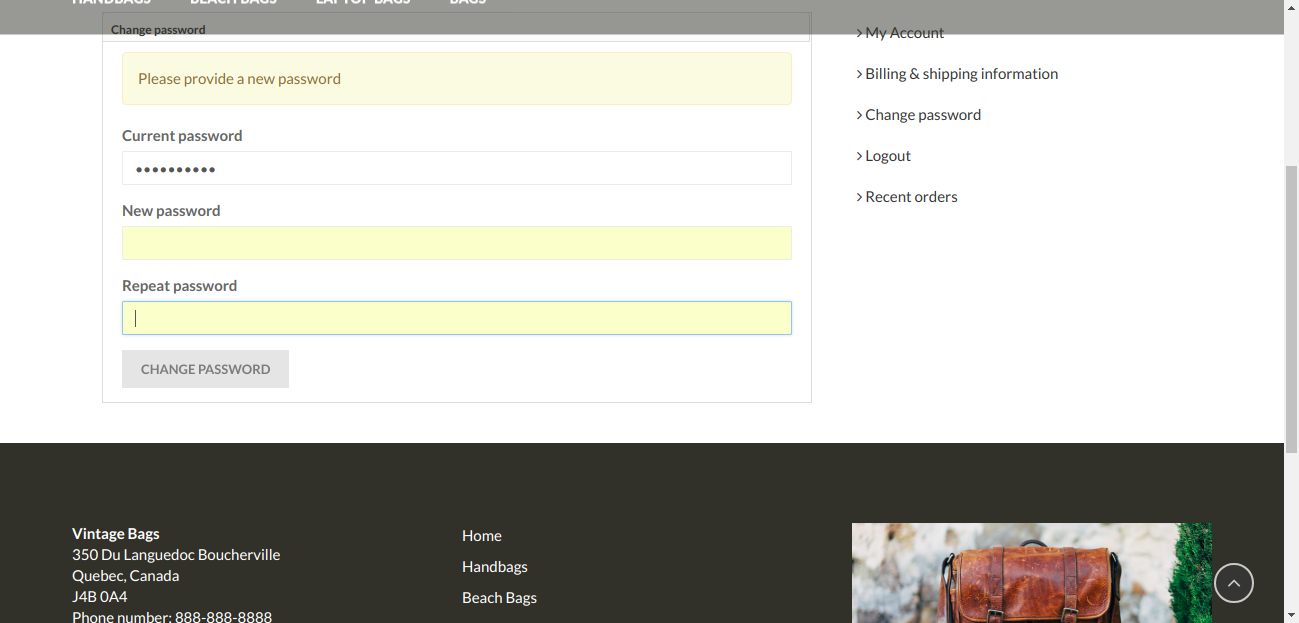 HANDBAGS BEACH BAGS LAPTOP BAGS BAGS
Change password
Please provide a new password
Current password
••••••••••
New password
Repeat password
CHANGE PASSWORD
My Account
Billing & shipping information
Change password
Logout
Recent orders
Vintage Bags
350 Du Languedoc Boucherville
Quebec, Canada
J4B 0A4
Phone number: 888-888-8888
Home
Handbags
Beach Bags